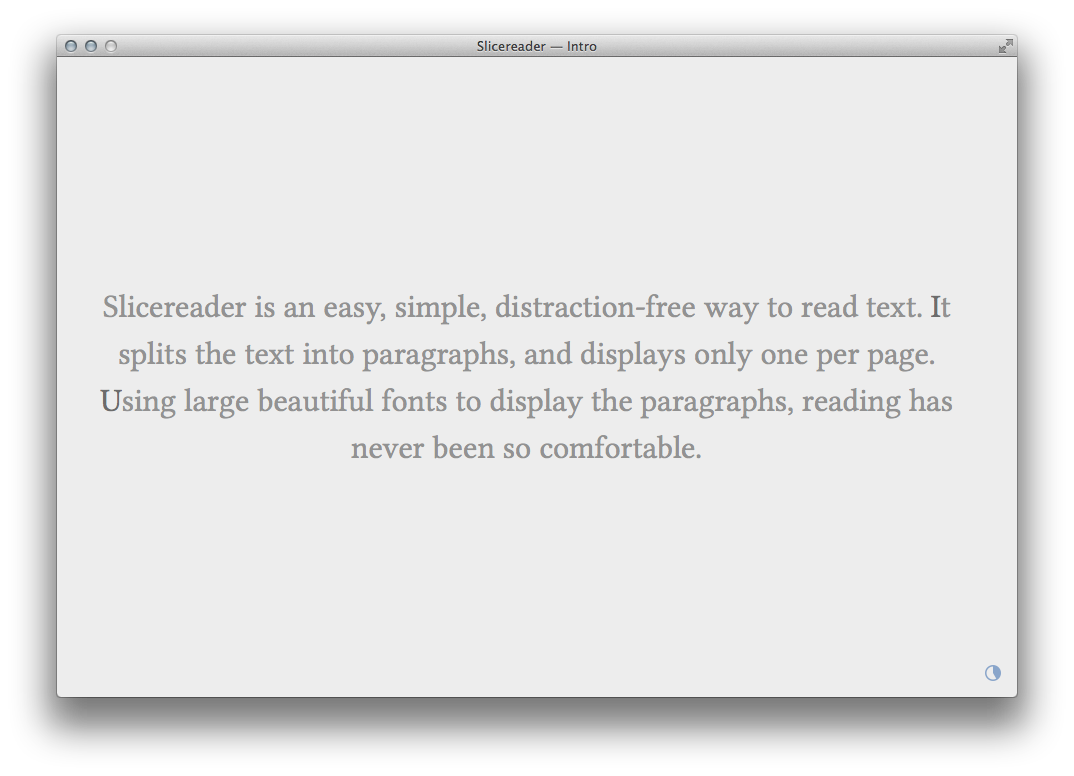 Slicereader — Intro
Slicereader is an easy, simple, distraction-free way to read text. It
splits the text into paragraphs, and displays only one per page.
Using large beautiful fonts to display the paragraphs, reading has
never been so comfortable.